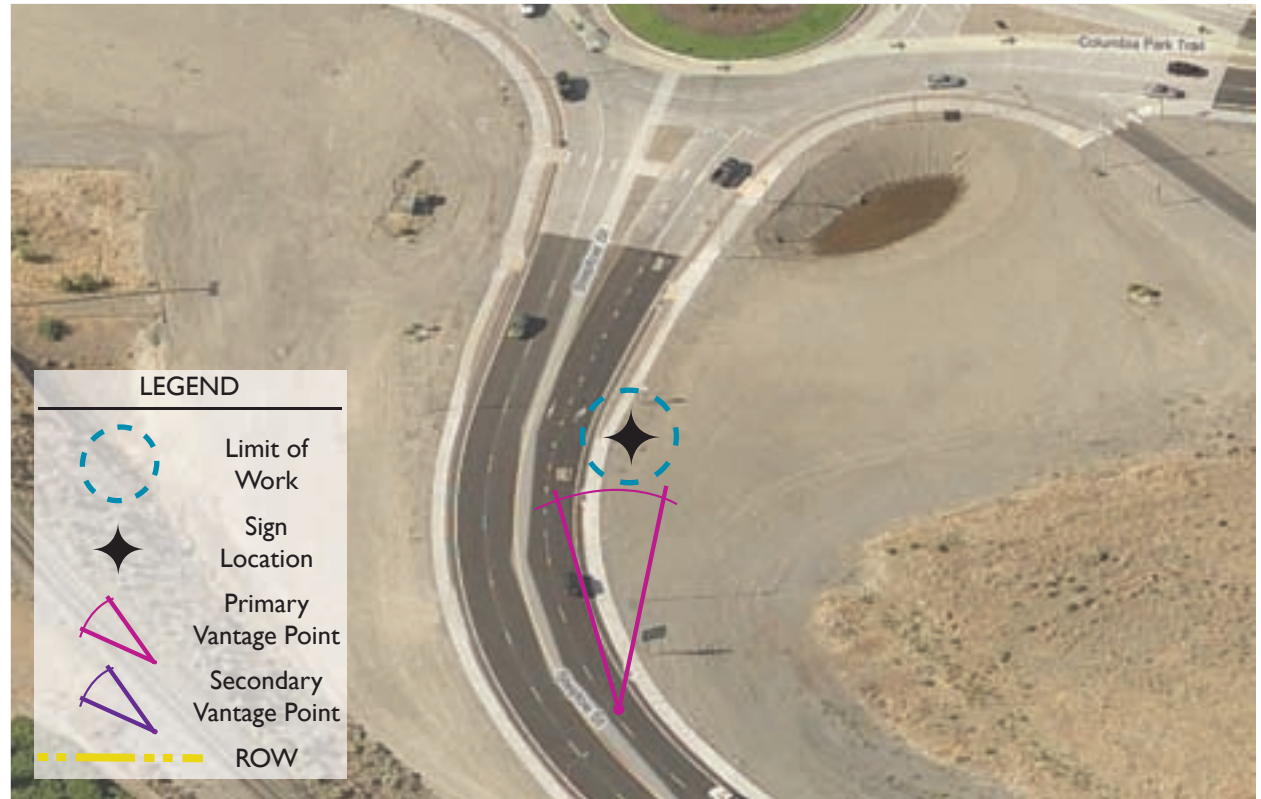 Columbia Park Trail
LEGEND
Limit of
Work
Sign
Location
Primary
Vantage Point
Secondary
Vantage Point
ROW